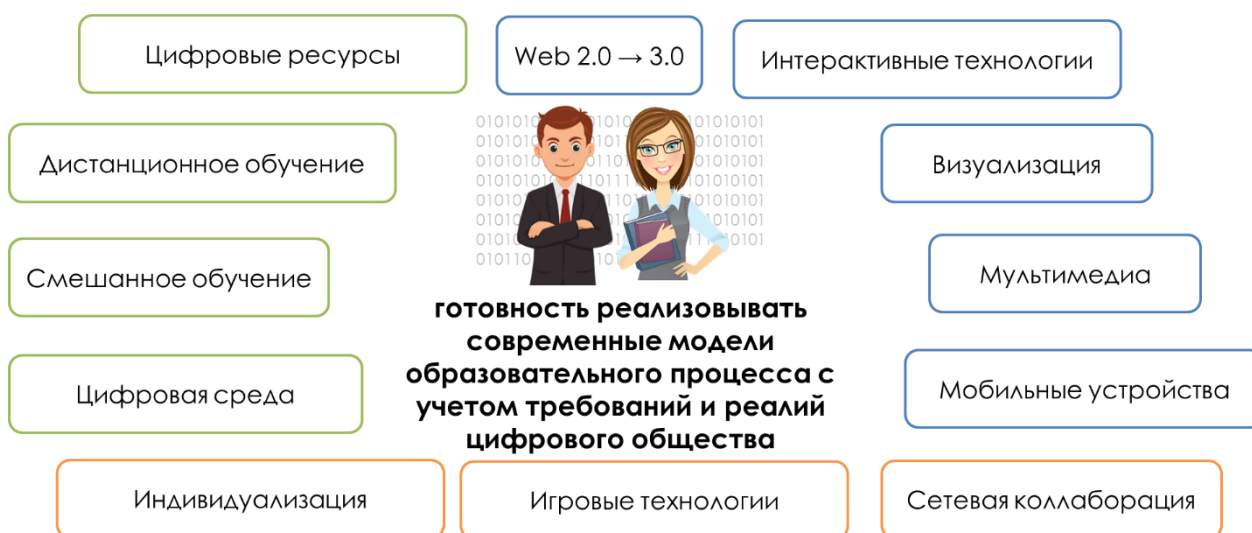 Цифровые ресурсы
Web 2.0 → 3.0
Интерактивные технологии
Дистанционное обучение
Визуализация
Смешанное обучение
Мультимедиа
готовность реализовывать
современные модели
образовательного процесса с
учетом требований и реалий
цифрового общества
Цифровая среда
Мобильные устройства
Индивидуализация
Игровые технологии
Сетевая коллаборация